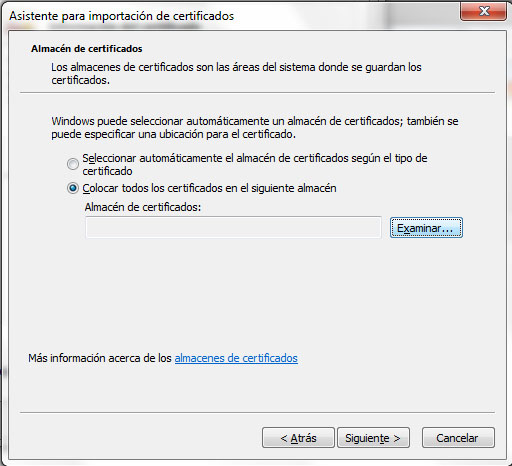 Asistente para importación de certificados
Almacén de certificados
Los almacenes de certificados son las áreas del sistema donde se guardan los
certificados.
Windows puede seleccionar automáticamente un almacén de certificados; también se
puede especificar una ubicación para el certificado.
Seleccionar automáticamente el almacén de certificados según el tipo de
certificado
Colocar todos los certificados en el siguiente almacén
Almacén de certificados:
Examinar...
Más información acerca de los almacenes de certificados
< Atrás
Siguiente >
Cancelar